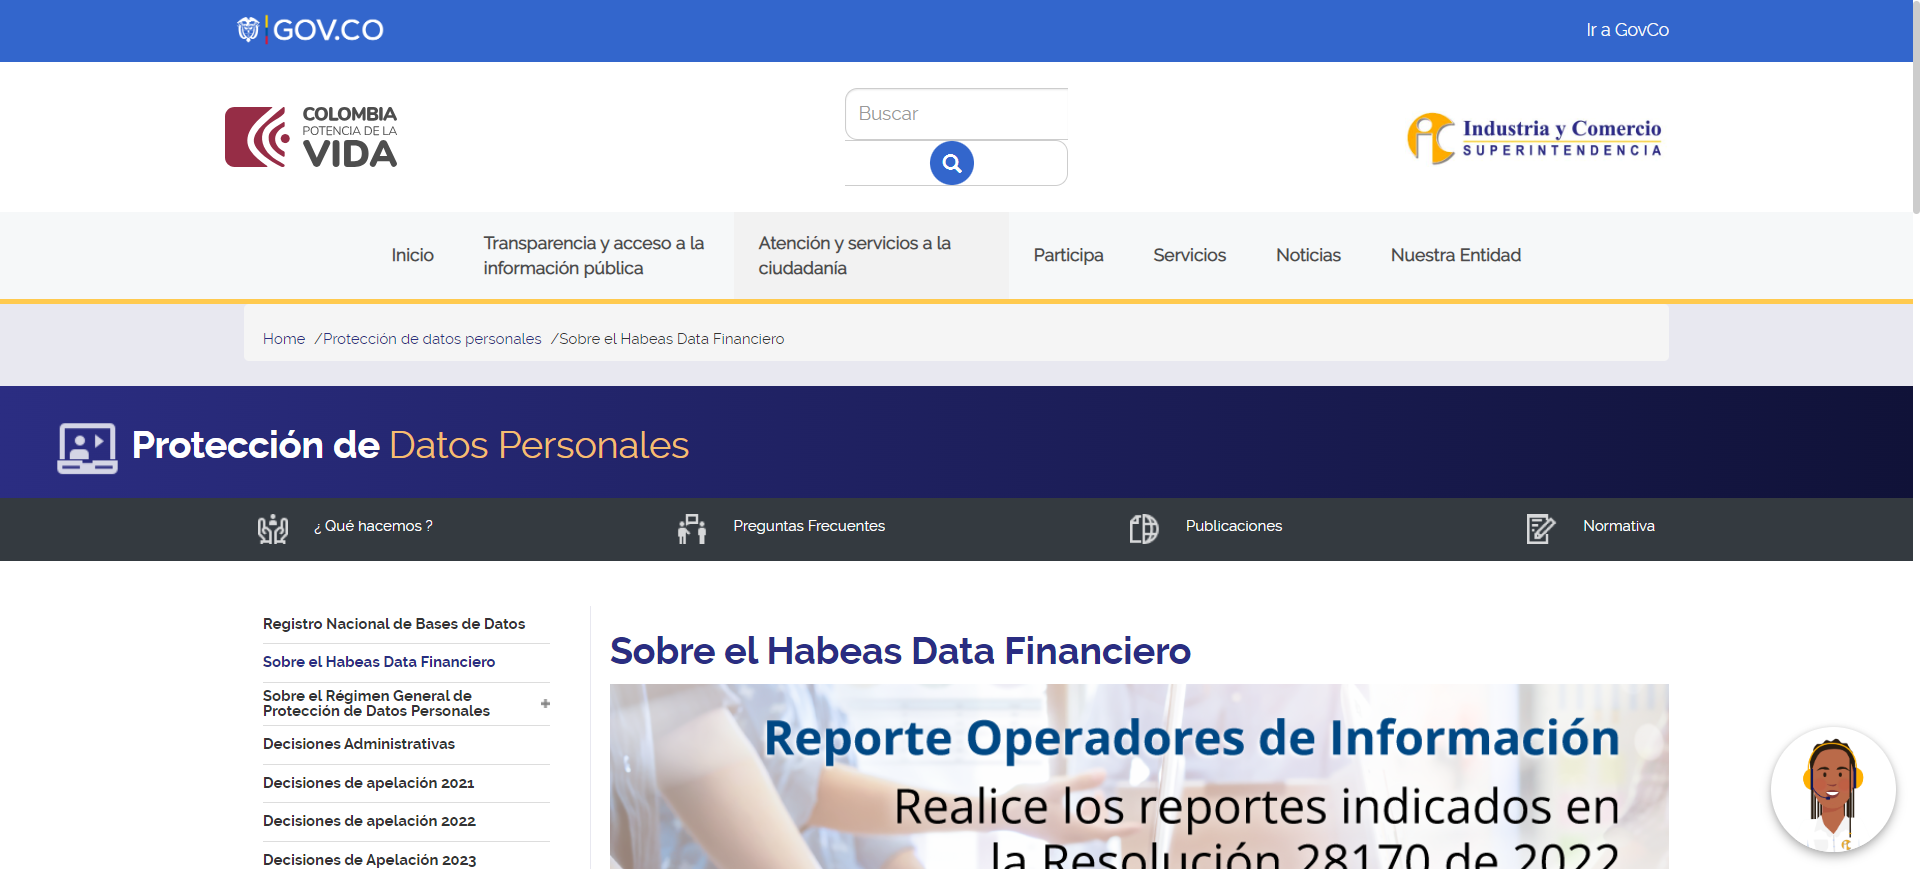 GOV.CO
Ir a GovCo
COLOMBIA
POTENCIA DE LA
VIDA
Buscar
Industria y Comercio
SUPERINTENDENCIA
Inicio
Transparencia y acceso a la
información pública
Atención y servicios a la
ciudadanía
Participa
Servicios
Noticias
Nuestra Entidad
Home /Protección de datos personales /Sobre el Habeas Data Financiero
Protección de Datos Personales
¿ Qué hacemos ?
Preguntas Frecuentes
Publicaciones
Normativa
Registro Nacional de Bases de Datos
Sobre el Habeas Data Financiero
Sobre el Régimen General de
Protección de Datos Personales
Decisiones Administrativas
Decisiones de apelación 2021
Decisiones de apelación 2022
Decisiones de Apelación 2023
Sobre el Habeas Data Financiero
Reporte Operadores de Información
Realice los reportes indicados en
la Resolución 28170 de 2022